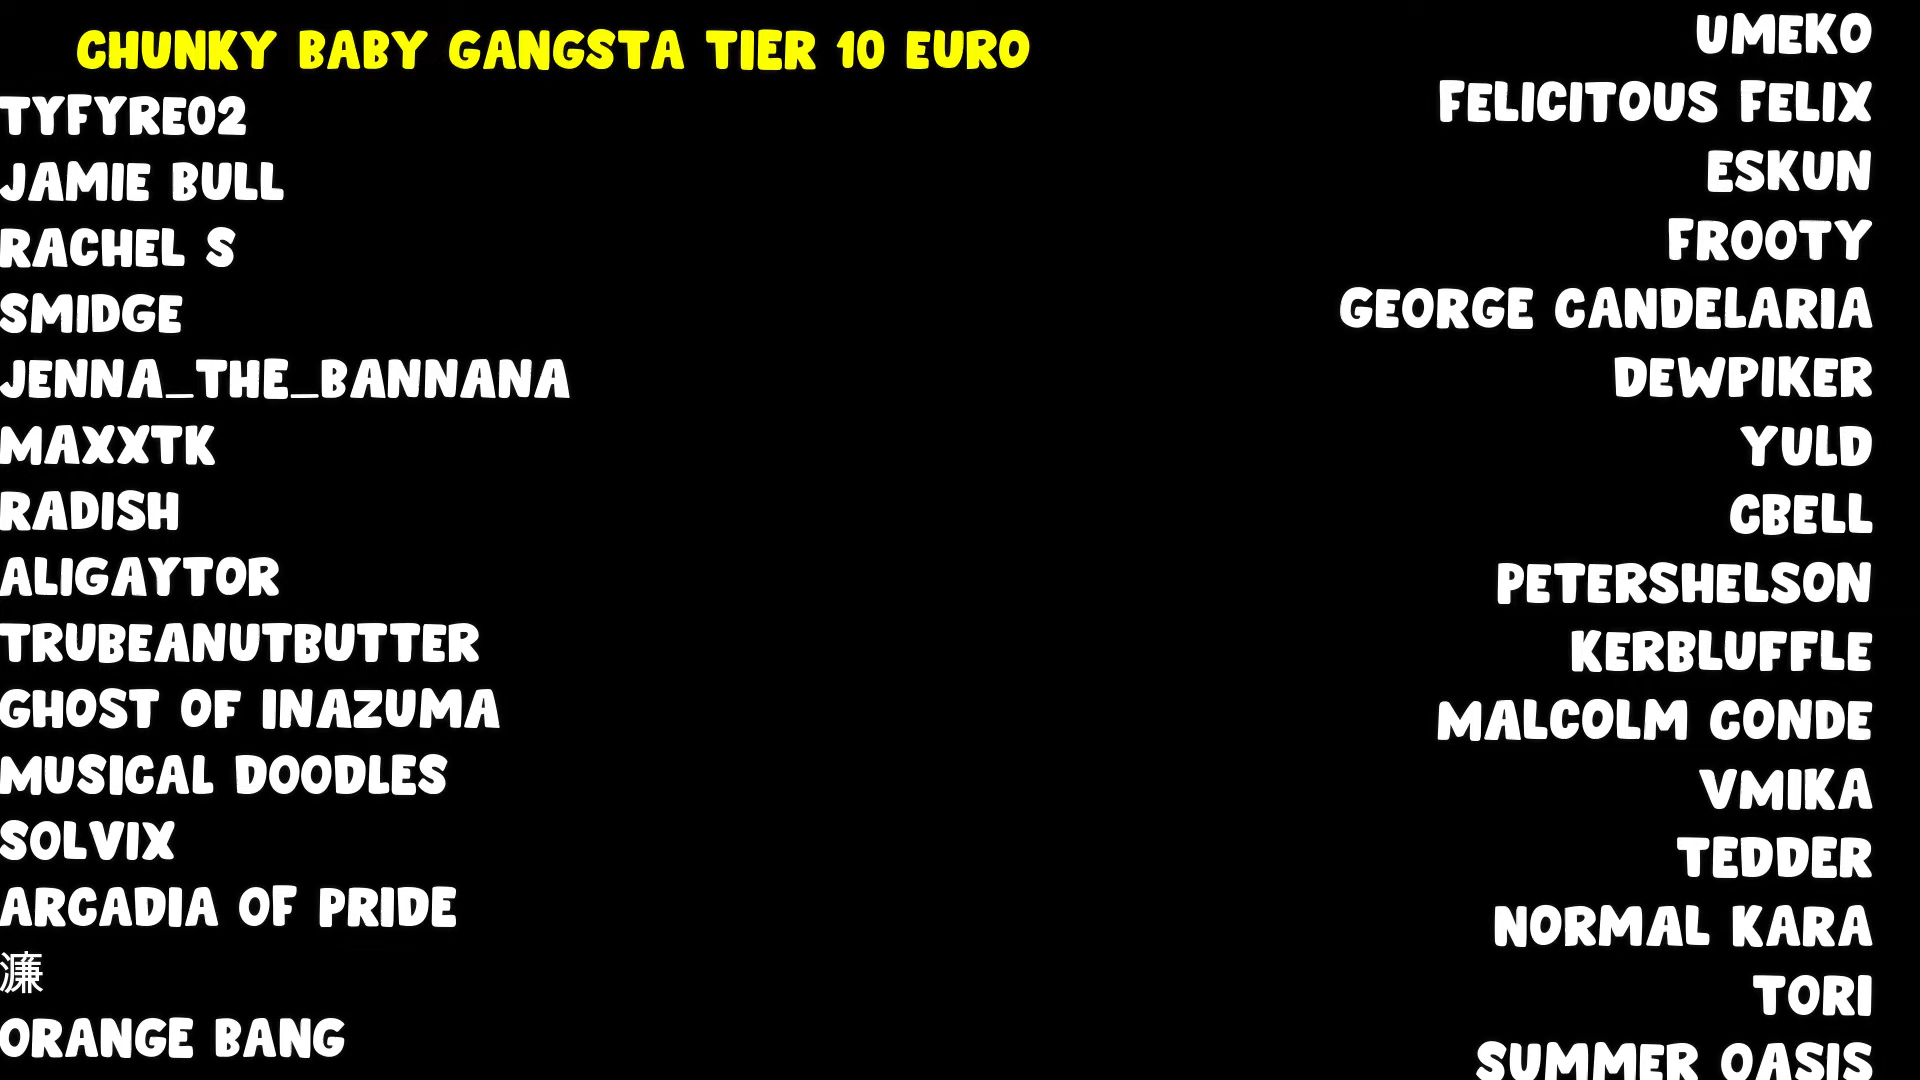 CHUNKY BABY GANGSTA TIER 10 EURO
TYFYRE02
JAMIE BULL
RACHEL S
SMIDGE
JENNA_THE_BANNANA
MAXXTK
RADISH
ALIGAYTOR
TRUBEANUTBUTTER
GHOST OF INAZUMA
MUSICAL DOODLES
SOLVIX
ARCADIA OF PRIDE
濂
ORANGE BANG
UMEKO
FELICITOUS FELIX
ESKUN
FROOTY
GEORGE CANDELARIA
DEWPIKER
YULD
CBELL
PETERSHELSON
KERBLUFFLE
MALCOLM CONDE
VMIKA
TEDDER
NORMAL KARA
TORI
SUMMER OASIS